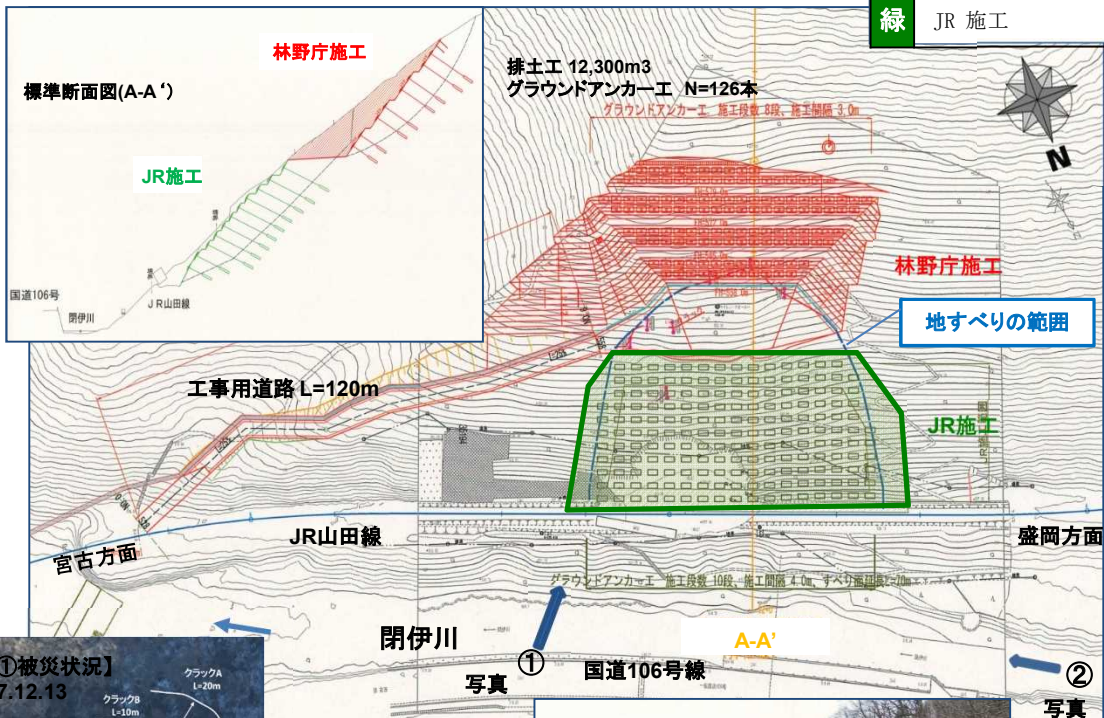 緑 JR 施工
林野庁施工
標準断面図(A-A‘)
JR施工
国道106号
閉伊川
JR山田線
排土工 12,300m3
グラウンドアンカー工 N=126本
グラウンドアンカー工 施工段数 8段、施工間隔 3.0m
N
林野庁施工
地すべりの範囲
工事用道路 L=120m
JR施工
JR山田線
宮古方面
盛岡方面
グラウンドアンカー工 施工段数 10段、施工間隔 4.0m、
閉伊川
A-A’
①
写真
国道106号線
②
写真
①被災状況】
7.12.13
クラックA
L=20m
クラックB
L=10m